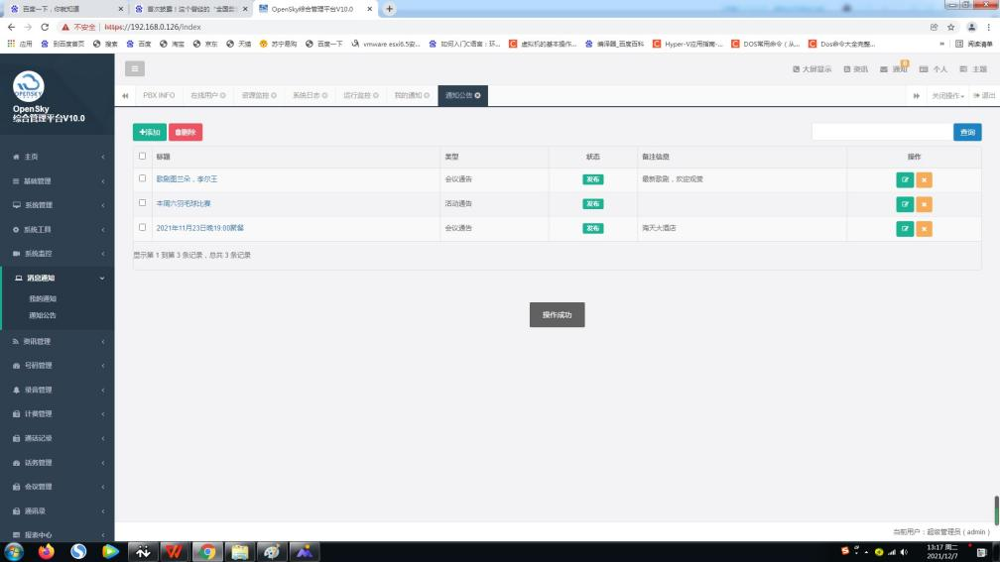 百度一下，你就知道
OpenSky综合管理平台V10.0
不安全
https://192.168.0.126/index
应用
到百度首页
搜索
百度
淘宝
京东
天猫
苏宁易购
百度一下
vmware esxi6.5安...
如何入门C语言：环...
虚拟机的基本操作...
编译器_百度百科
Hyper-V应用指南-...
DOS常用命令（从...
Dos命令大全完整...
»
阅读清单
OPENSKY
OpenSky
综合管理平台V10.0
大屏显示
资讯
通知
个人
主题
PBX INFO
在线用户
资源监控
系统日志
运行监控
我的通知
通知公告
关闭操作
退出
主页
基础管理
系统管理
系统工具
系统监控
消息通知
我的通知
通知公告
资讯管理
号码管理
录音管理
计费管理
通话记录
话务管理
会议管理
通讯录
报表中心
+添加
删除
查询
标题
类型
状态
备注信息
操作
歌剧图兰朵，李尔王
会议通告
发布
最新歌剧，欢迎观赏
本周六羽毛球比赛
活动通告
发布
2021年11月23日晚19:00聚餐
会议通告
发布
海天大酒店
显示第 1 到第 3 条记录，总共 3 条记录
操作成功
当前用户：超级管理员（admin）
13:17 周二
2021/12/7